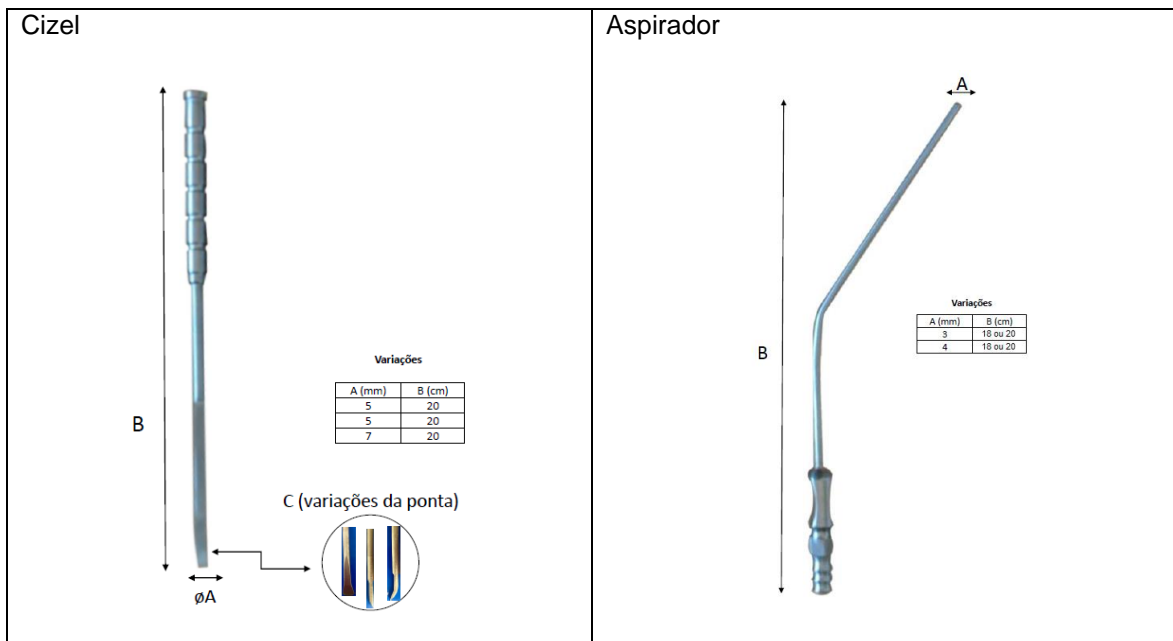 Cizel
B
Variações
A (mm) B (cm)
5 20
5 20
7 20
C (variações da ponta)
øA
Aspirador
A
B
Variações
A (mm) B (cm)
3 18 ou 20
4 18 ou 20